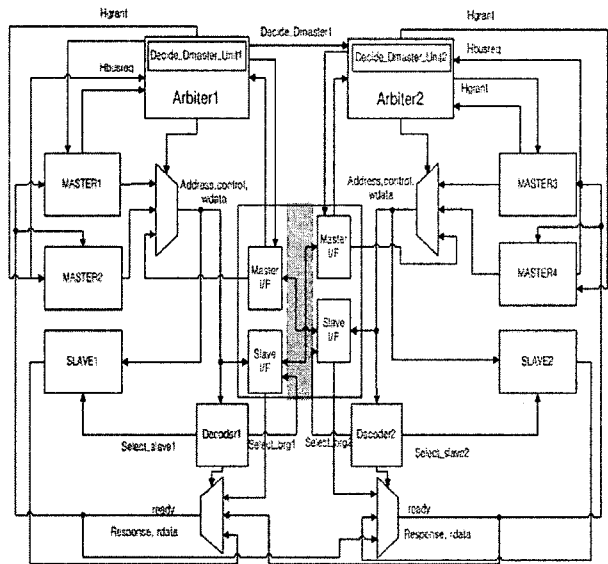 Hgrant
Decide_Dmaster1
Hgrant
Decide_Dmaster_Unit1
Decide_Dmaster_Unit2
Hbusreq
Hbusreq
Arbiter1
Arbiter2
Hgrant
MASTER1
Address,control,
wdata
Address,control,
wdata
MASTER3
MASTER2
Master
I/F
Master
I/F
MASTER4
SLAVE1
Slave
I/F
Slave
I/F
SLAVE2
Select_slave1
Decoder1
Select_brg1
Select_brg2
Decoder2
Select_slave2
ready
ready
Response, rdata
Response, rdata